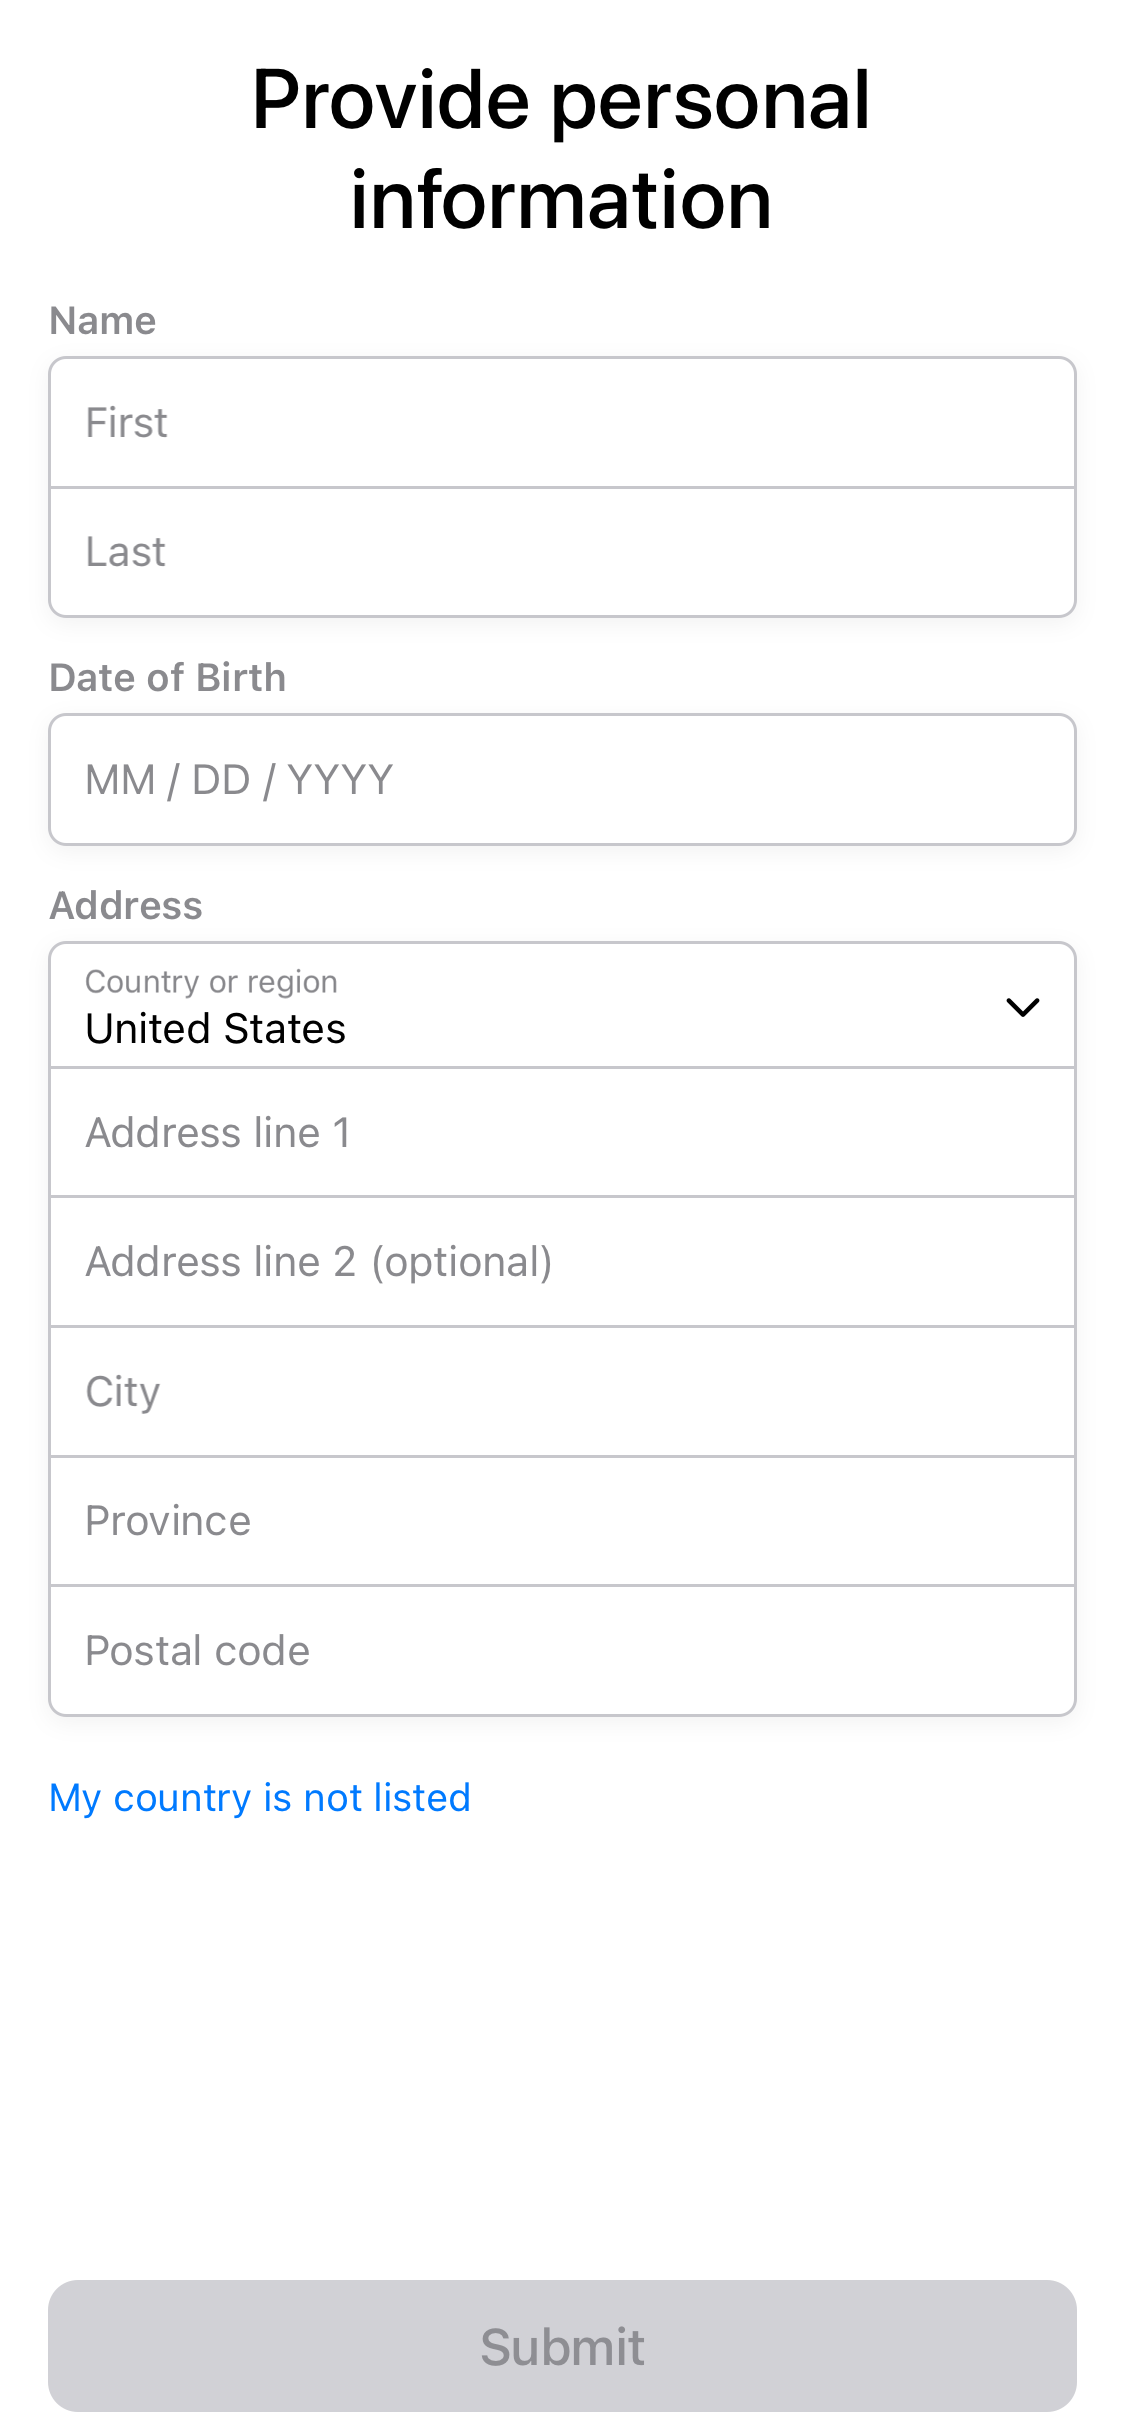 Provide personal
information
Name
First
Last
Date of Birth
MM / DD / YYYY
Address
Country or region
United States
Address line 1
Address line 2 (optional)
City
Province
Postal code
My country is not listed
Submit